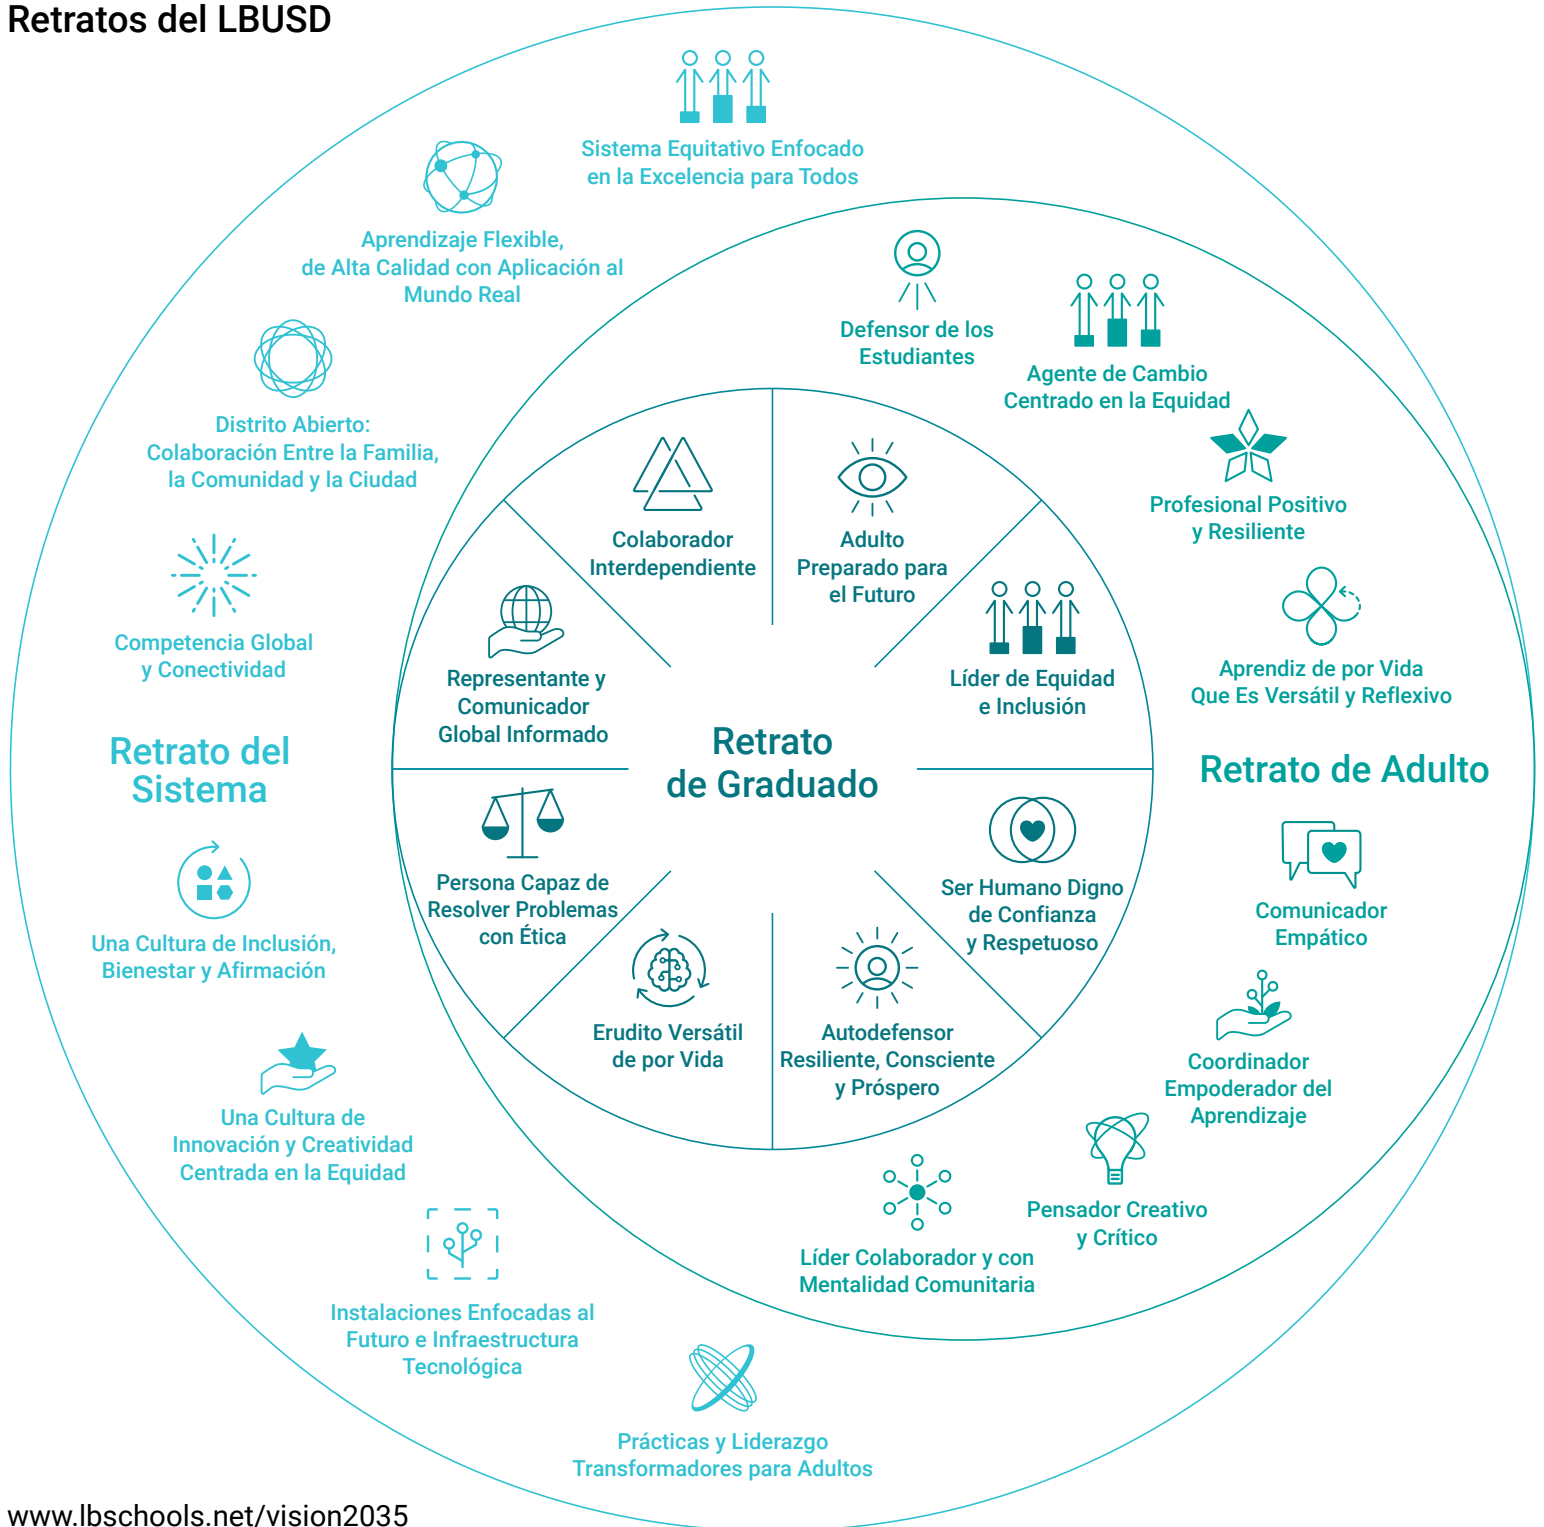 Retratos del LBUSD
Sistema Equitativo Enfocado
en la Excelencia para Todos
Aprendizaje Flexible,
de Alta Calidad con Aplicación al
Mundo Real
Distrito Abierto:
Colaboración Entre la Familia,
la Comunidad y la Ciudad
Competencia Global
y Conectividad
Retrato del
Sistema
Una Cultura de Inclusión,
Bienestar y Afirmación
Una Cultura de
Innovación y Creatividad
Centrada en la Equidad
Instalaciones Enfocadas al
Futuro e Infraestructura
Tecnológica
Prácticas y Liderazgo
Transformadores para Adultos
Defensor de los
Estudiantes
Agente de Cambio
Centrado en la Equidad
Profesional Positivo
y Resiliente
Aprendiz de por Vida
Que Es Versátil y Reflexivo
Retrato de Adulto
Comunicador
Empático
Coordinador
Empoderador del
Aprendizaje
Pensador Creativo
y Crítico
Líder Colaborador y con
Mentalidad Comunitaria
Colaborador
Interdependiente
Adulto
Preparado para
el Futuro
Representante y
Comunicador
Global Informado
Líder de Equidad
e Inclusión
Retrato
de Graduado
Persona Capaz de
Resolver Problemas
con Ética
Ser Humano Digno
de Confianza
y Respetuoso
Erudito Versátil
de por Vida
Autodefensor
Resiliente, Consciente
y Próspero
www.lbschools.net/vision2035